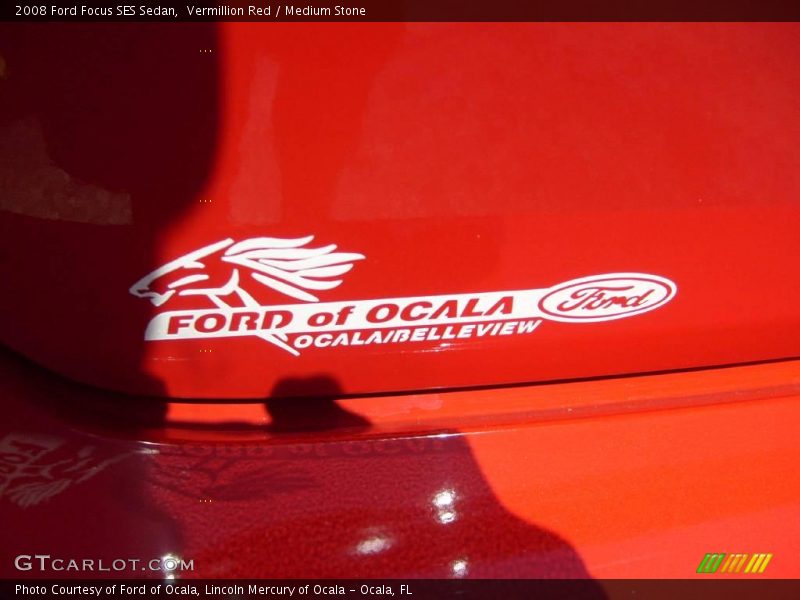 2008 Ford Focus SES Sedan, Vermillion Red / Medium Stone
FORD of OCALA Ford
OCALA/BELLEVIEW
GTCARLOT.COM
Photo Courtesy of Ford of Ocala, Lincoln Mercury of Ocala - Ocala, FL